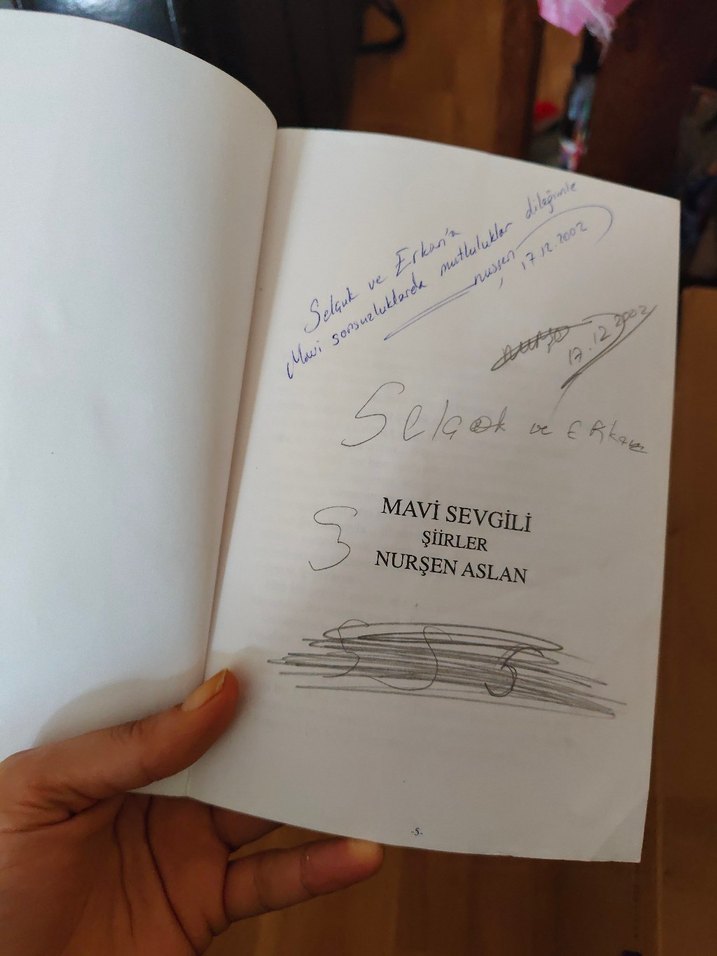 Selçuk ve Erkan'a
Mavi sonsuzluklarda mutluluklar dileğimle
nurşen
17.12.2002
17.12.2002
Selçuk ve Erkan
MAVİ SEVGİLİ
ŞİİRLER
NURŞEN ASLAN
-5-